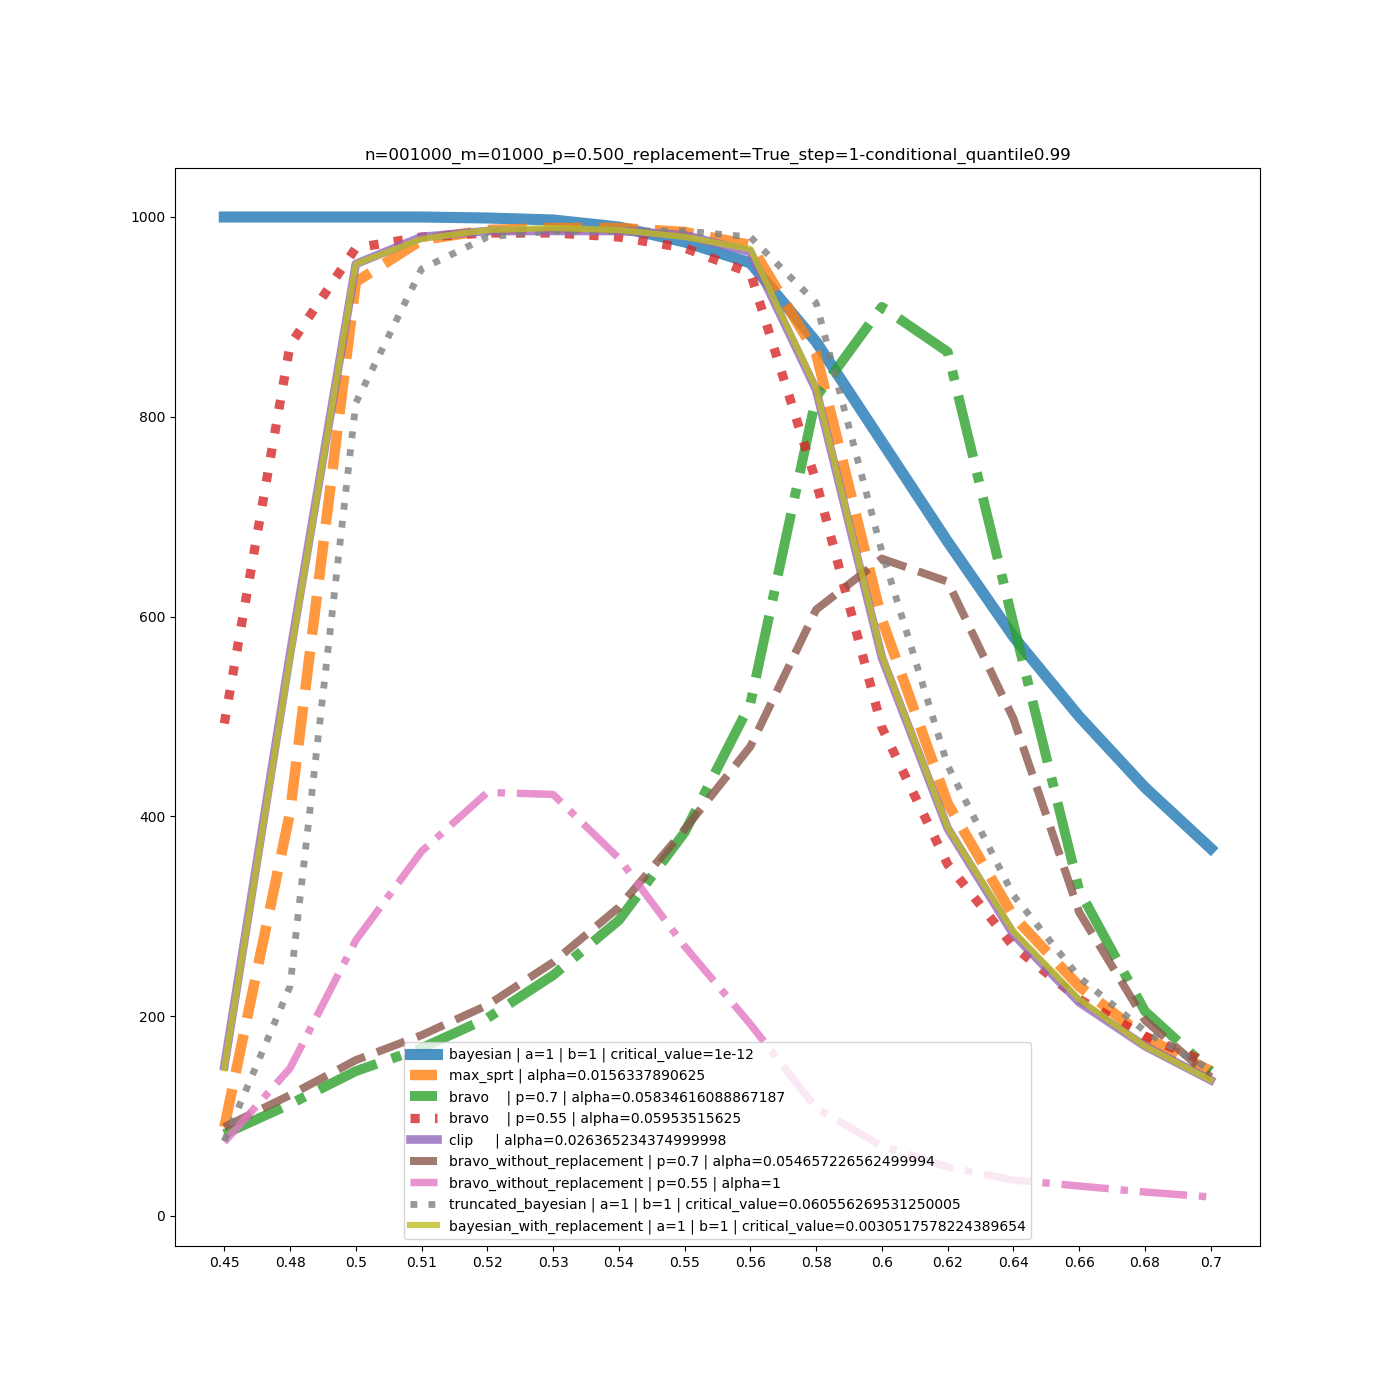 n=001000_m=01000_p=0.500_replacement=True_step=1-conditional_quantile0.99
1000
800
600
400
200
0
bayesian | a=1 | b=1 | critical_value=1e-12
max_sprt | alpha=0.0156337890625
bravo | p=0.7 | alpha=0.05834616088867187
bravo | p=0.55 | alpha=0.05953515625
clip | alpha=0.026365234374999998
bravo_without_replacement | p=0.7 | alpha=0.054657226562499994
bravo_without_replacement | p=0.55 | alpha=1
truncated_bayesian | a=1 | b=1 | critical_value=0.060556269531250005
bayesian_with_replacement | a=1 | b=1 | critical_value=0.0030517578224389654
0.45 0.48 0.5 0.51 0.52 0.53 0.54 0.55 0.56 0.58 0.6 0.62 0.64 0.66 0.68 0.7